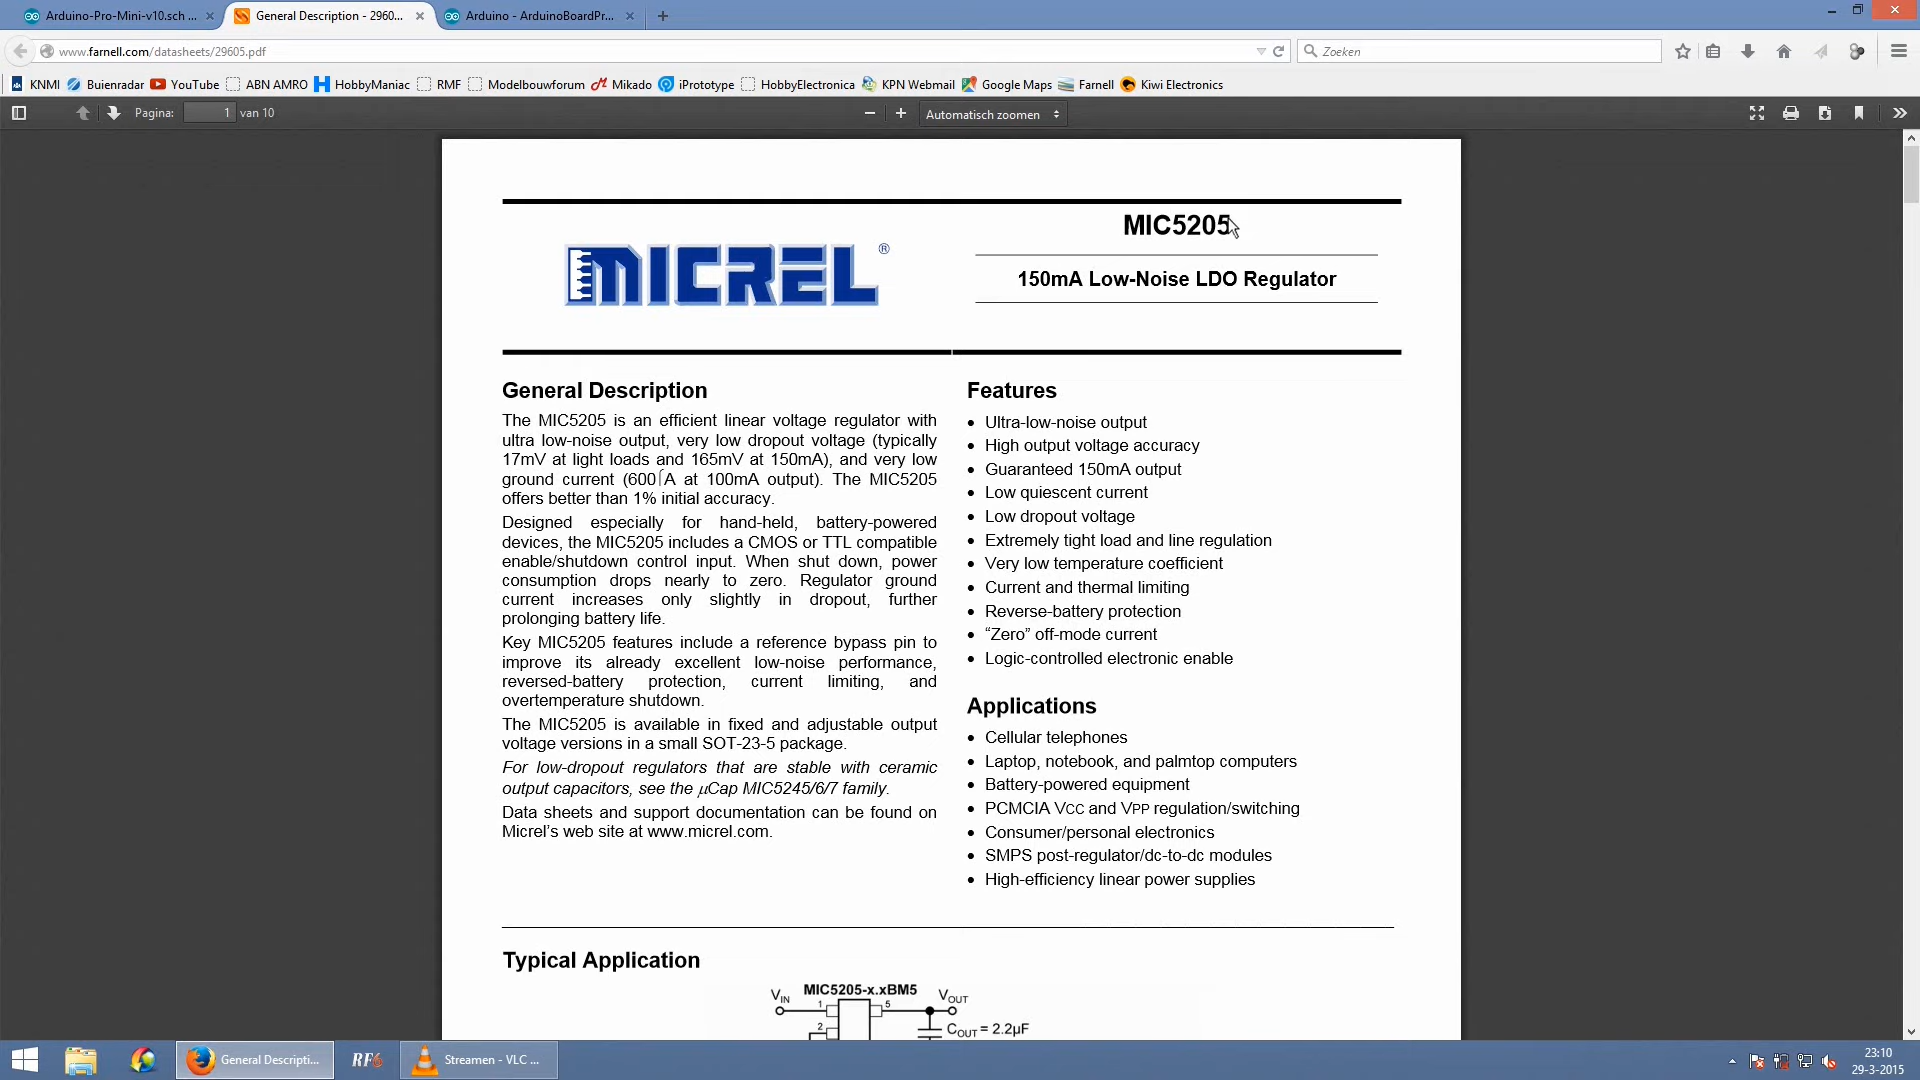 Arduino-Pro-Mini-v10.sch ...
General Description - 2960...
Arduino - ArduinoBoardPr...
www.farnell.com/datasheets/29605.pdf
Zoeken
KNMI Buienradar YouTube ABN AMRO HobbyManiac RMF Modelbouwforum Mikado iPrototype HobbyElectronica KPN Webmail Google Maps Farnell Kiwi Electronics
Pagina: 1 van 10
Automatisch zoomen
MICREL ®
MIC5205
150mA Low-Noise LDO Regulator
General Description
The MIC5205 is an efficient linear voltage regulator with
ultra low-noise output, very low dropout voltage (typically
17mV at light loads and 165mV at 150mA), and very low
ground current (600⌠A at 100mA output). The MIC5205
offers better than 1% initial accuracy.
Designed especially for hand-held, battery-powered
devices, the MIC5205 includes a CMOS or TTL compatible
enable/shutdown control input. When shut down, power
consumption drops nearly to zero. Regulator ground
current increases only slightly in dropout, further
prolonging battery life.
Key MIC5205 features include a reference bypass pin to
improve its already excellent low-noise performance,
reversed-battery protection, current limiting, and
overtemperature shutdown.
The MIC5205 is available in fixed and adjustable output
voltage versions in a small SOT-23-5 package.
For low-dropout regulators that are stable with ceramic
output capacitors, see the μCap MIC5245/6/7 family.
Data sheets and support documentation can be found on
Micrel's web site at www.micrel.com.
Features
• Ultra-low-noise output
• High output voltage accuracy
• Guaranteed 150mA output
• Low quiescent current
• Low dropout voltage
• Extremely tight load and line regulation
• Very low temperature coefficient
• Current and thermal limiting
• Reverse-battery protection
• “Zero” off-mode current
• Logic-controlled electronic enable
Applications
• Cellular telephones
• Laptop, notebook, and palmtop computers
• Battery-powered equipment
• PCMCIA VCC and VPP regulation/switching
• Consumer/personal electronics
• SMPS post-regulator/dc-to-dc modules
• High-efficiency linear power supplies
Typical Application
MIC5205-x.xBM5
VIN 1 5 VOUT
2 COUT = 2.2μF
General Descripti...
RF6
Streamen - VLC ...
23:10
29-3-2015